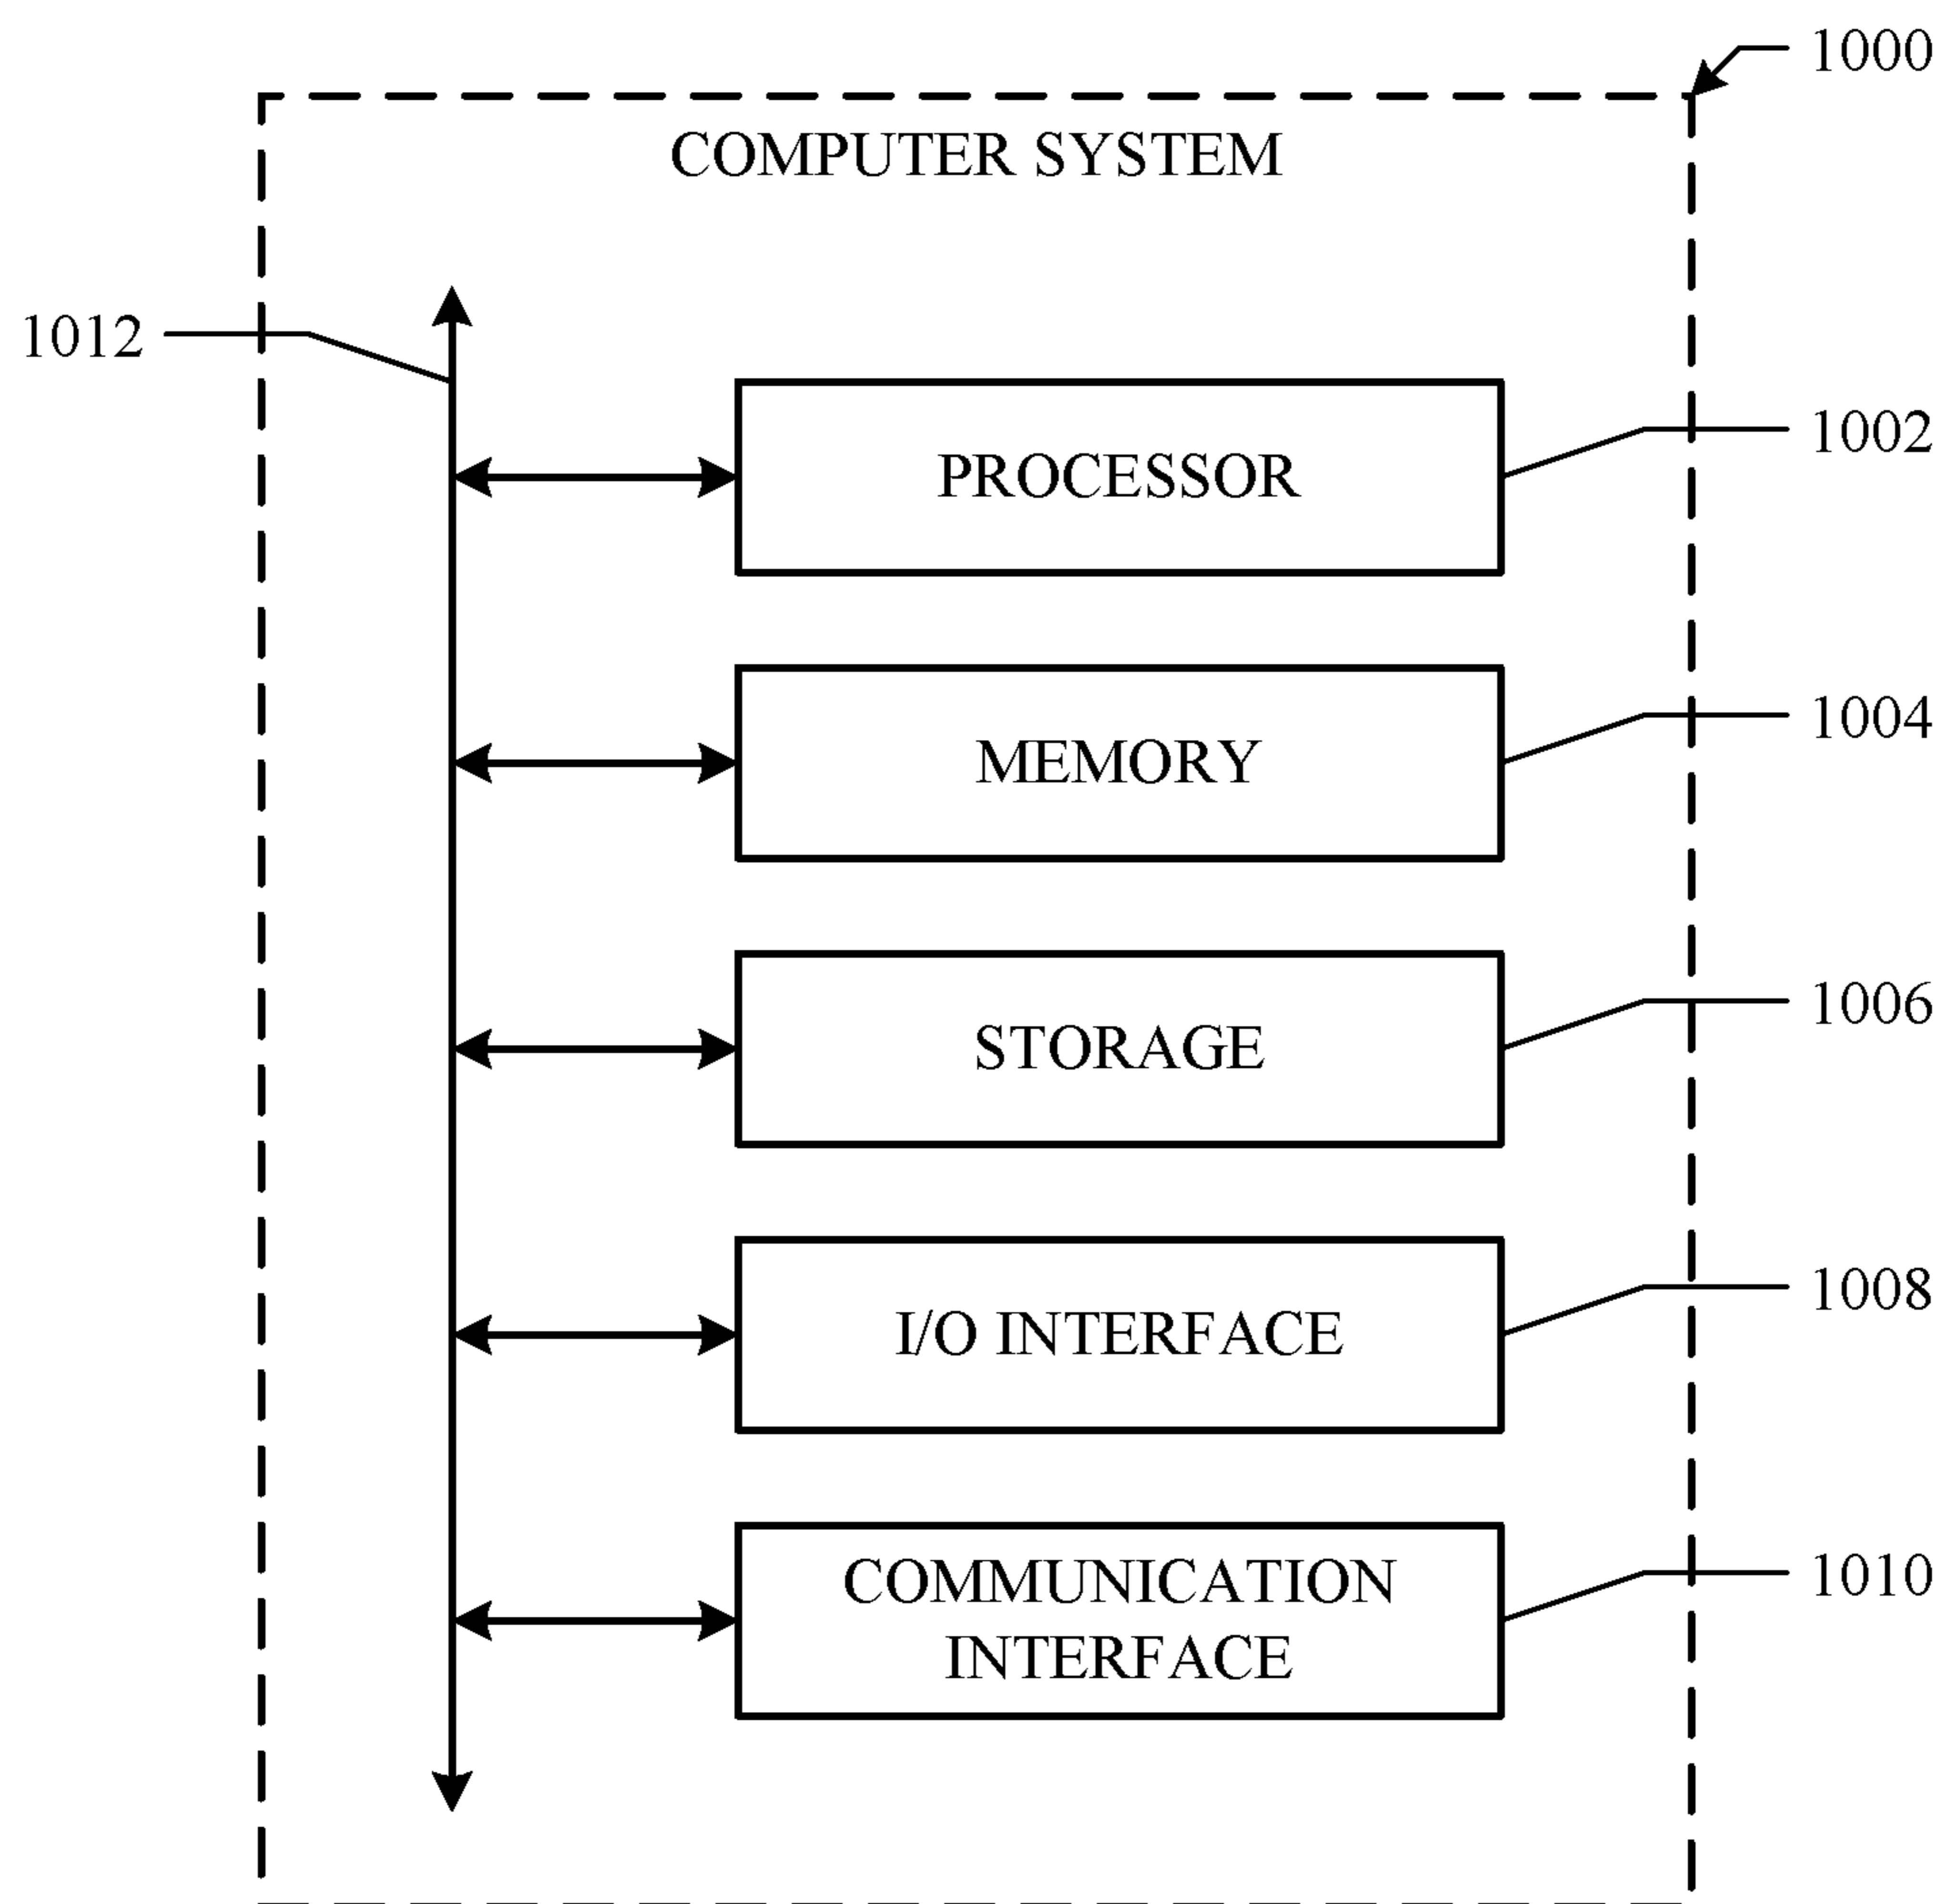 1000
COMPUTER SYSTEM
1012
1002
PROCESSOR
1004
MEMORY
1006
STORAGE
1008
I/O INTERFACE
1010
COMMUNICATION
INTERFACE